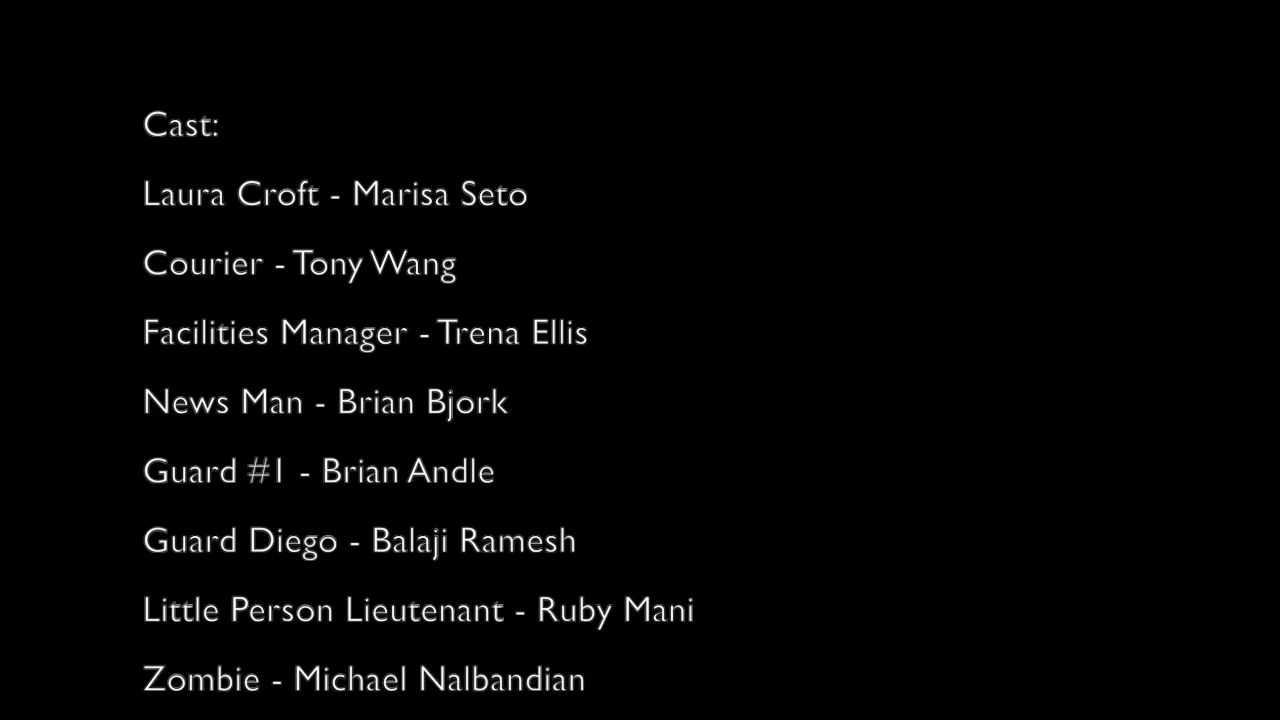 Cast:
Laura Croft - Marisa Seto
Courier - Tony Wang
Facilities Manager - Trena Ellis
News Man - Brian Bjork
Guard #1 - Brian Andle
Guard Diego - Balaji Ramesh
Little Person Lieutenant - Ruby Mani
Zombie - Michael Nalbandian